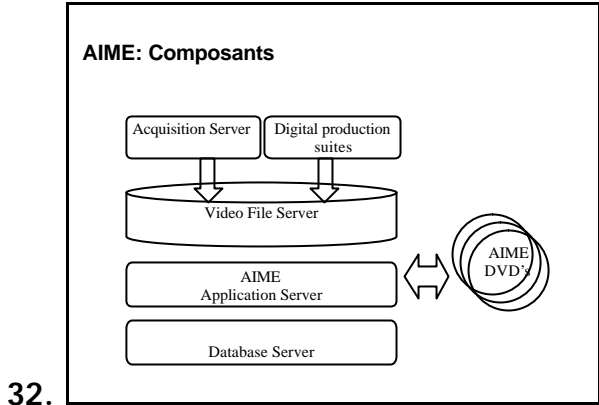 AIME: Composants
Acquisition Server
Digital production
suites
Video File Server
AIME
Application Server
AIME
DVD's
Database Server
32.